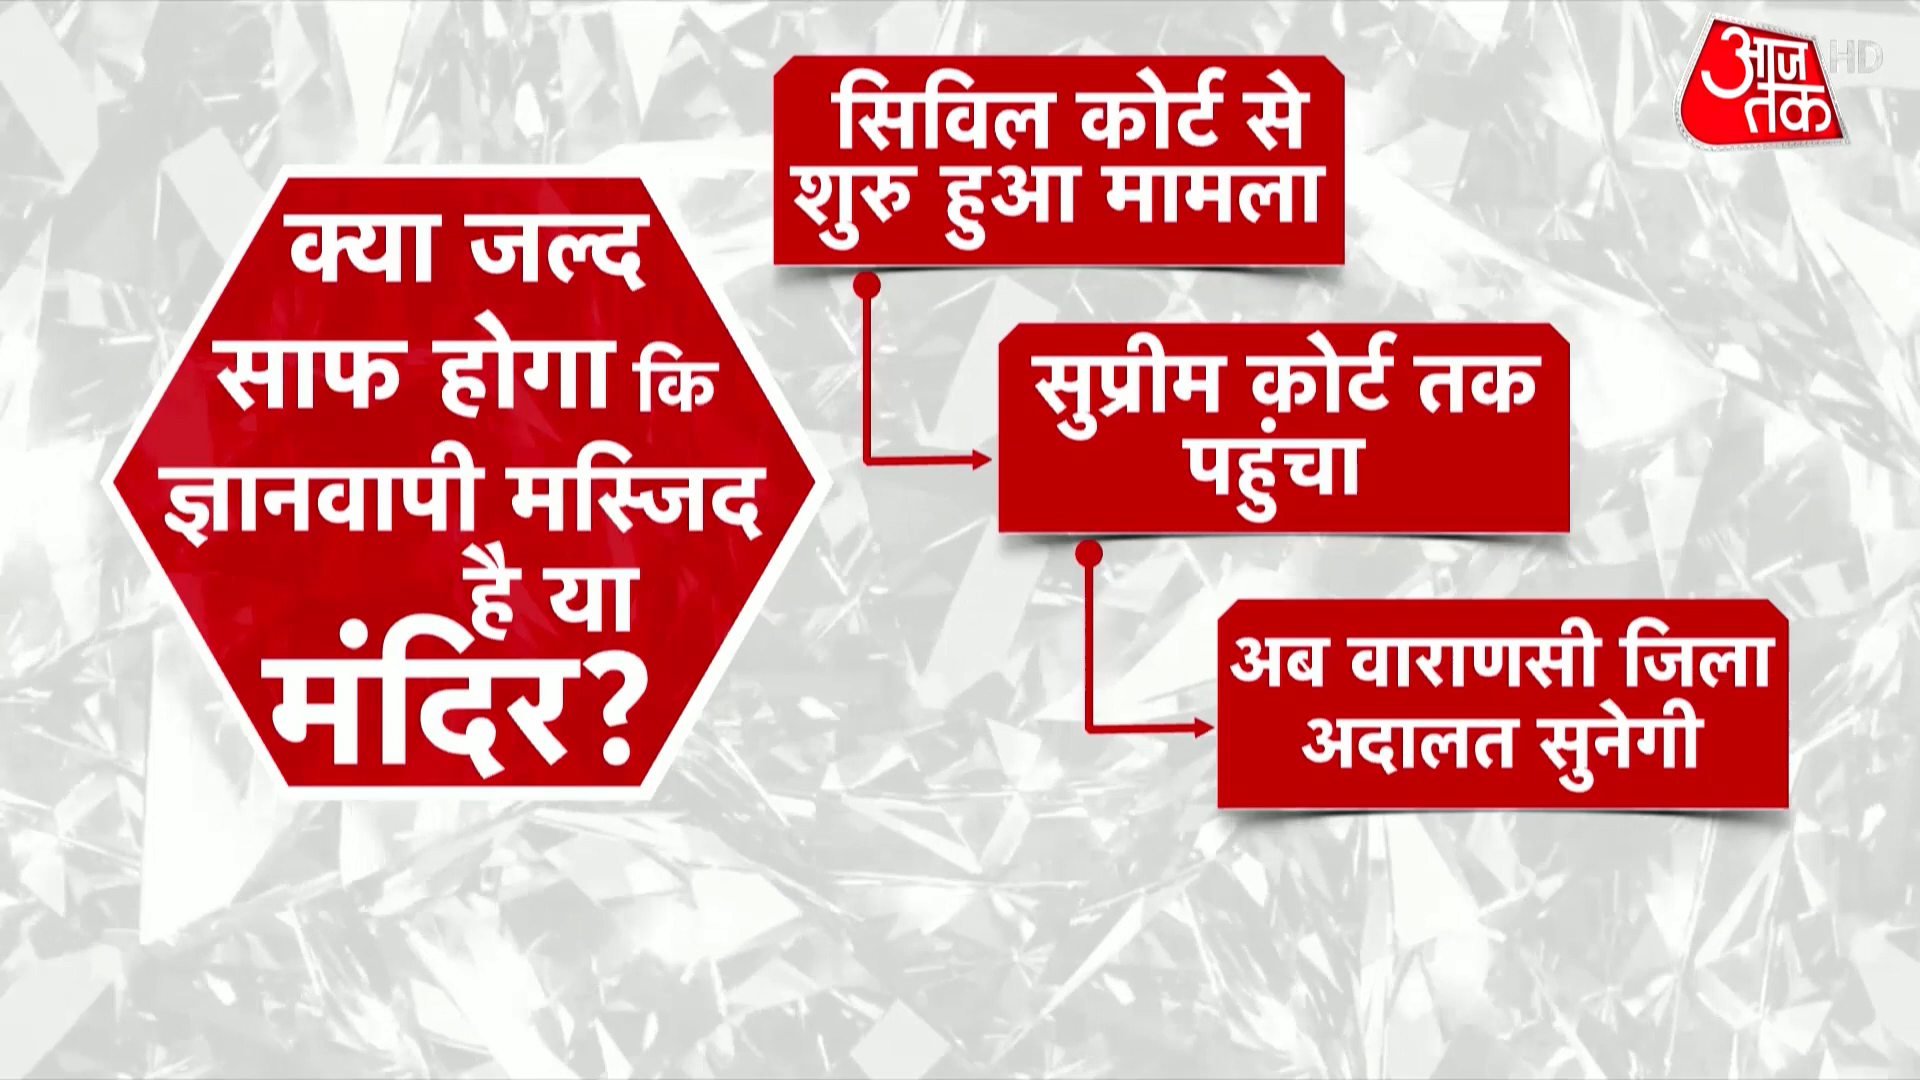 क्या जल्द
साफ होगा कि
ज्ञानवापी मस्जिद
है या
मंदिर?
सिविल कोर्ट से
शुरु हुआ मामला
सुप्रीम कोर्ट तक
पहुंचा
अब वाराणसी जिला
अदालत सुनेगी
आज
तक
HD